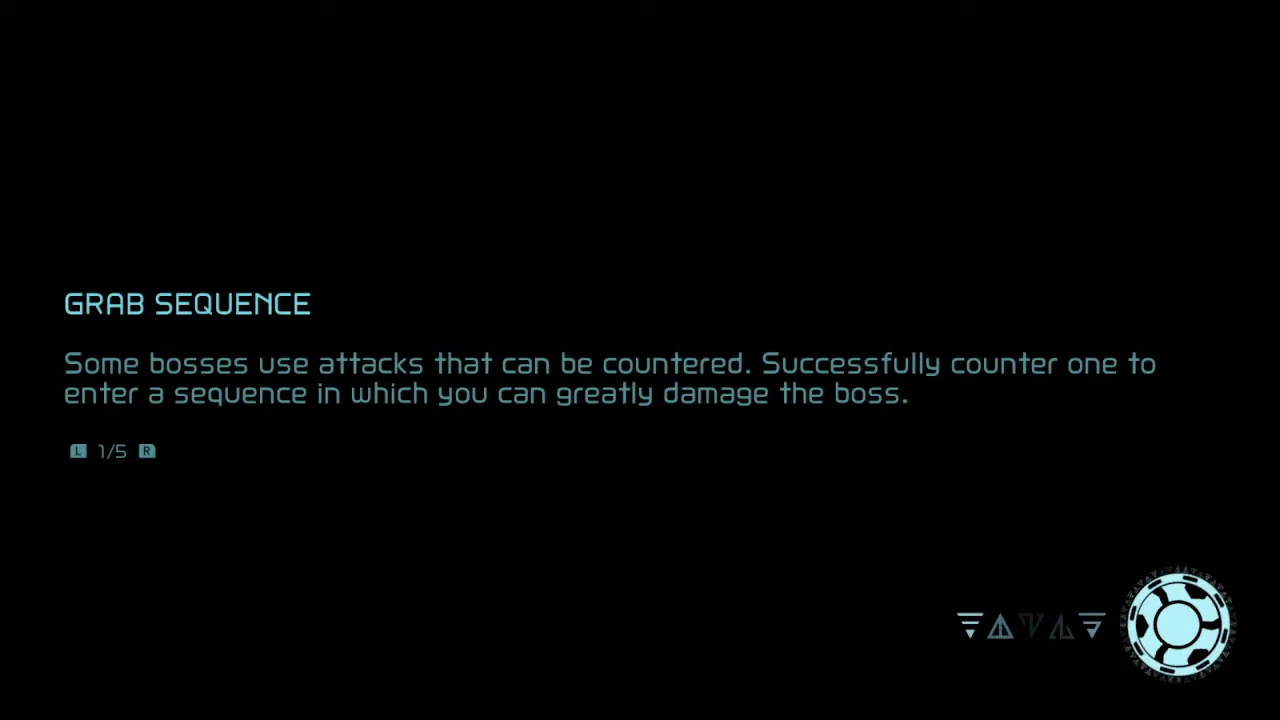 GRAB SEQUENCE
Some bosses use attacks that can be countered. Successfully counter one to
enter a sequence in which you can greatly damage the boss.
L 1/5 R